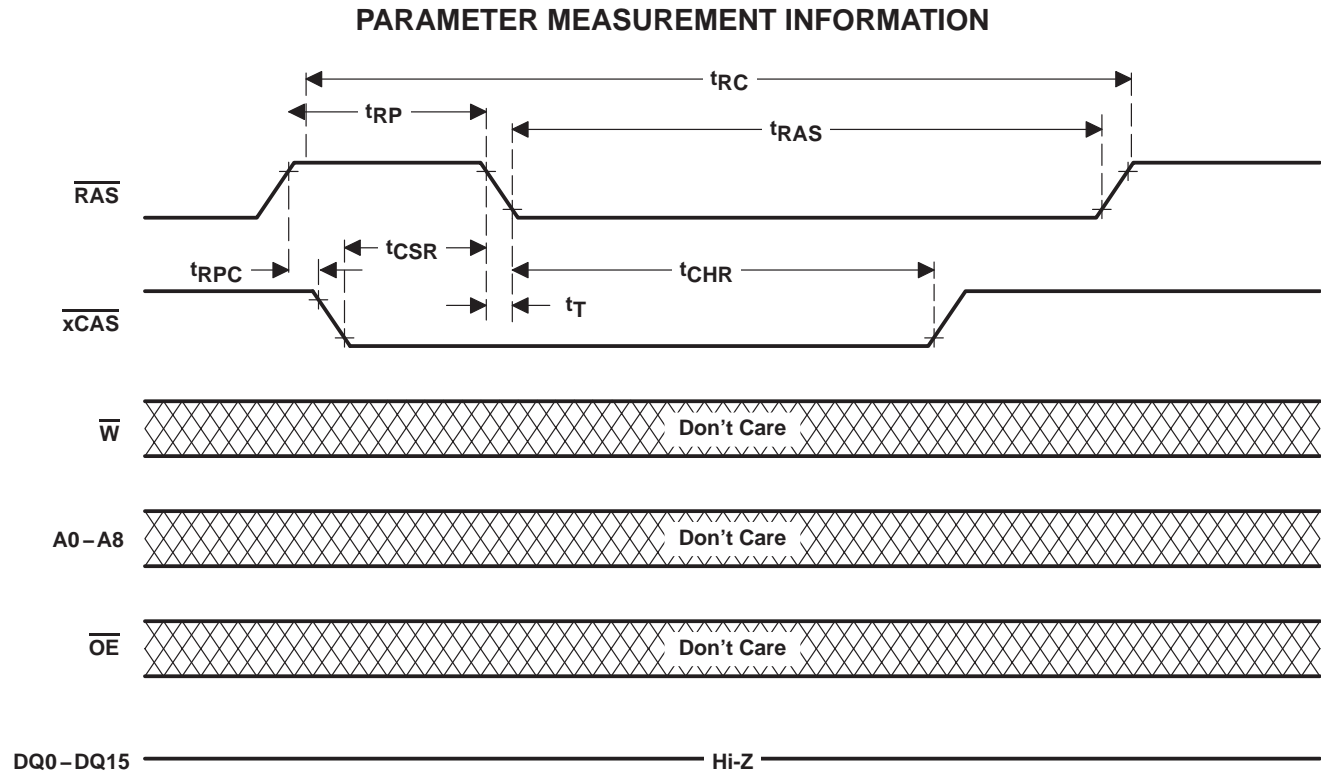 PARAMETER MEASUREMENT INFORMATION
tRC
tRP
tRAS
RAS
tCSR
tRPC
tCHR
xCAS
tT
W
Don't Care
A0–A8
Don't Care
OE
Don't Care
DQ0–DQ15
Hi-Z